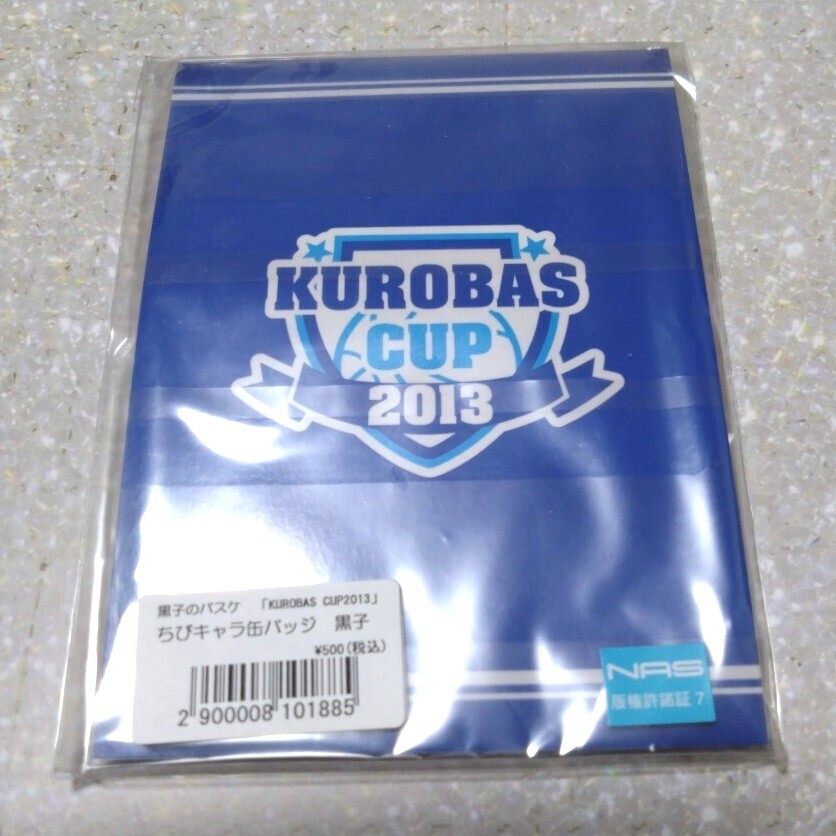 KUROBAS
CUP
2013
黒子のバスケ 「KUROBAS CUP2013」
ちびキャラ缶バッジ 黒子
¥500(税込)
2 900008 101885
NAS
版権許諾証 7